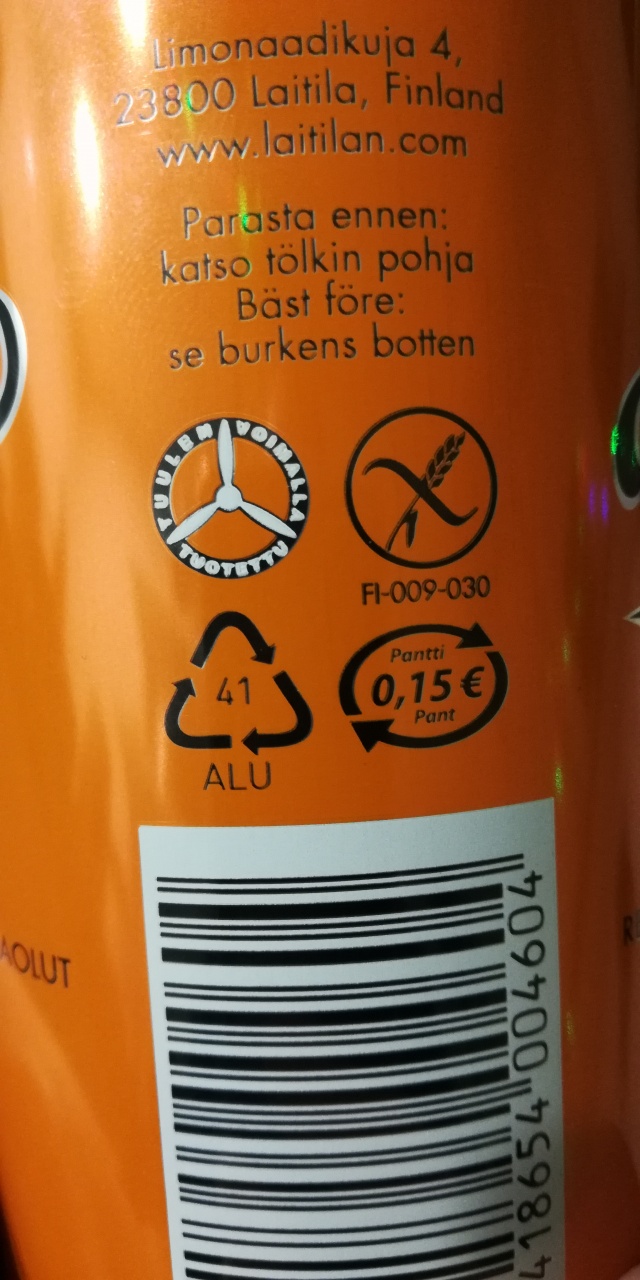 Limonaadikuja 4,
23800 Laitila, Finland
www.laitilan.com
Parasta ennen:
katso tölkin pohja
Bäst före:
se burkens botten
TUULEN VOIMALLA
TUOTETTU
FI-009-030
41
ALU
Pantti
0,15 €
Pant
AOLUT
418654 004604